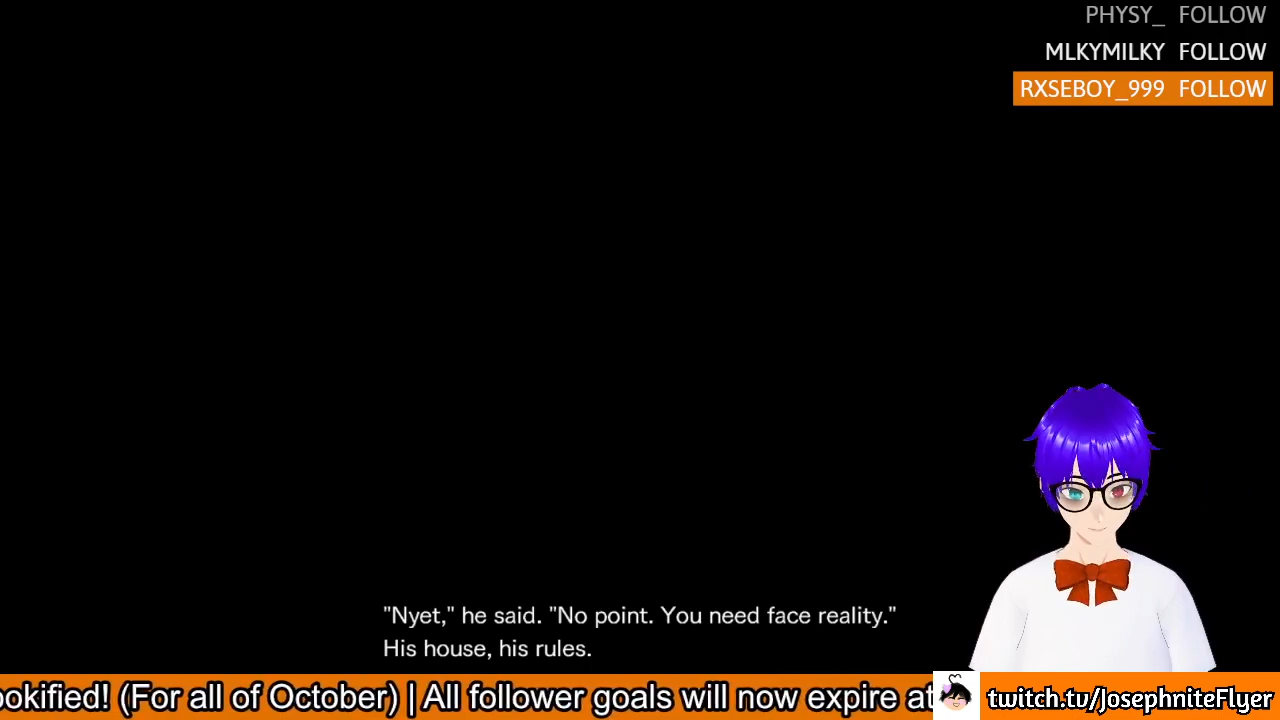 PHYSY_ FOLLOW
MLKYMILKY FOLLOW
RXSEBOY_999 FOLLOW
"Nyet," he said. "No point. You need face reality."
His house, his rules.
ookified! (For all of October) | All follower goals will now expire at
twitch.tv/JosephniteFlyer